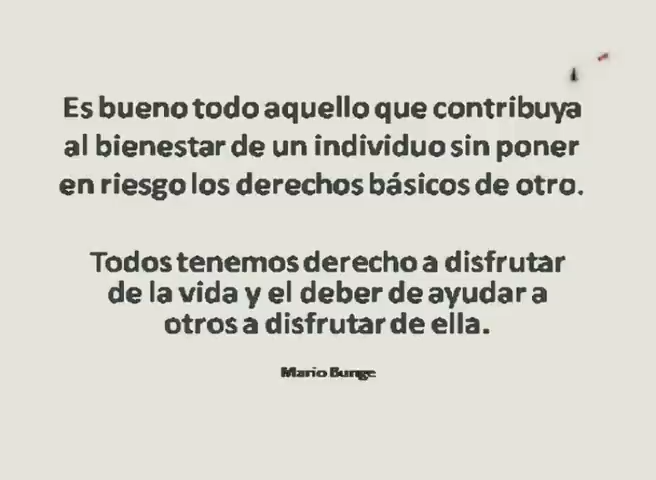 Es bueno todo aquello que contribuya
al bienestar de un individuo sin poner
en riesgo los derechos básicos de otro.
Todos tenemos derecho a disfrutar
de la vida y el deber de ayudar a
otros a disfrutar de ella.
Mario Bunge